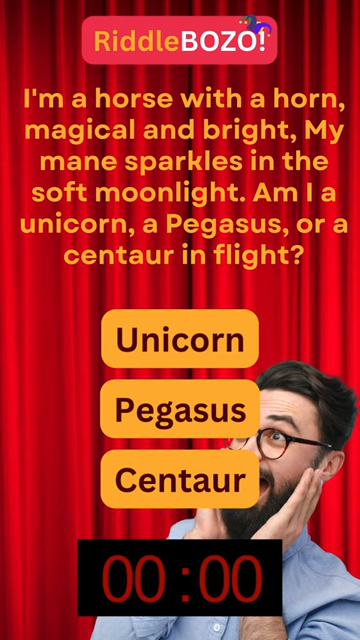 RiddleBOZO!
I'm a horse with a horn,
magical and bright, My
mane sparkles in the
soft moonlight. Am I a
unicorn, a Pegasus, or a
centaur in flight?
Unicorn
Pegasus
Centaur
00:00